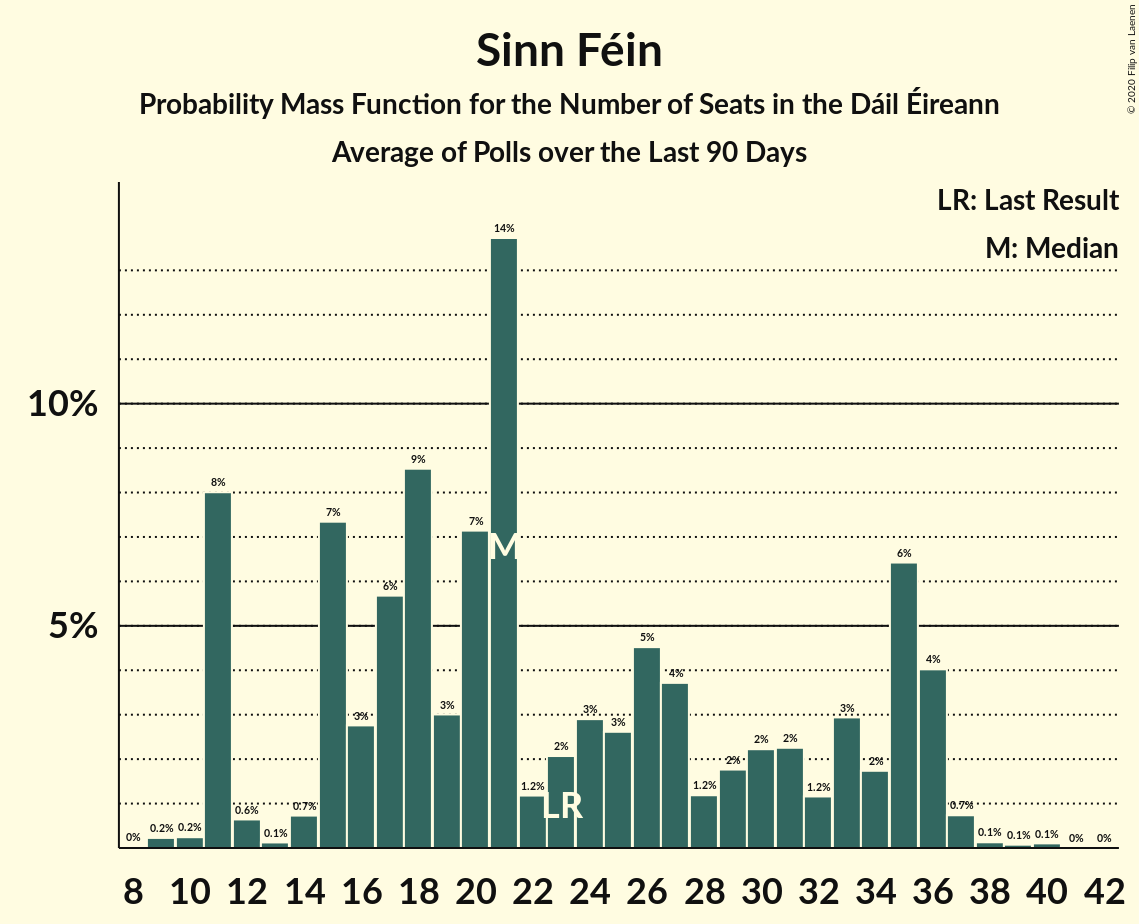 Sinn Féin
Probability Mass Function for the Number of Seats in the Dáil Éireann
Average of Polls over the Last 90 Days
© 2020 Filip van Laenen
LR: Last Result
M: Median
10%
5%
0% 0.2% 0.2% 8% 0.6% 0.1% 0.7% 7% 3% 6% 9% 3% 7% 14% 1.2% 2% 3% 3% 5% 4% 1.2% 2% 2% 2% 1.2% 3% 2% 6% 4% 0.7% 0.1% 0.1% 0.1% 0% 0%
M
LR
8 10 12 14 16 18 20 22 24 26 28 30 32 34 36 38 40 42